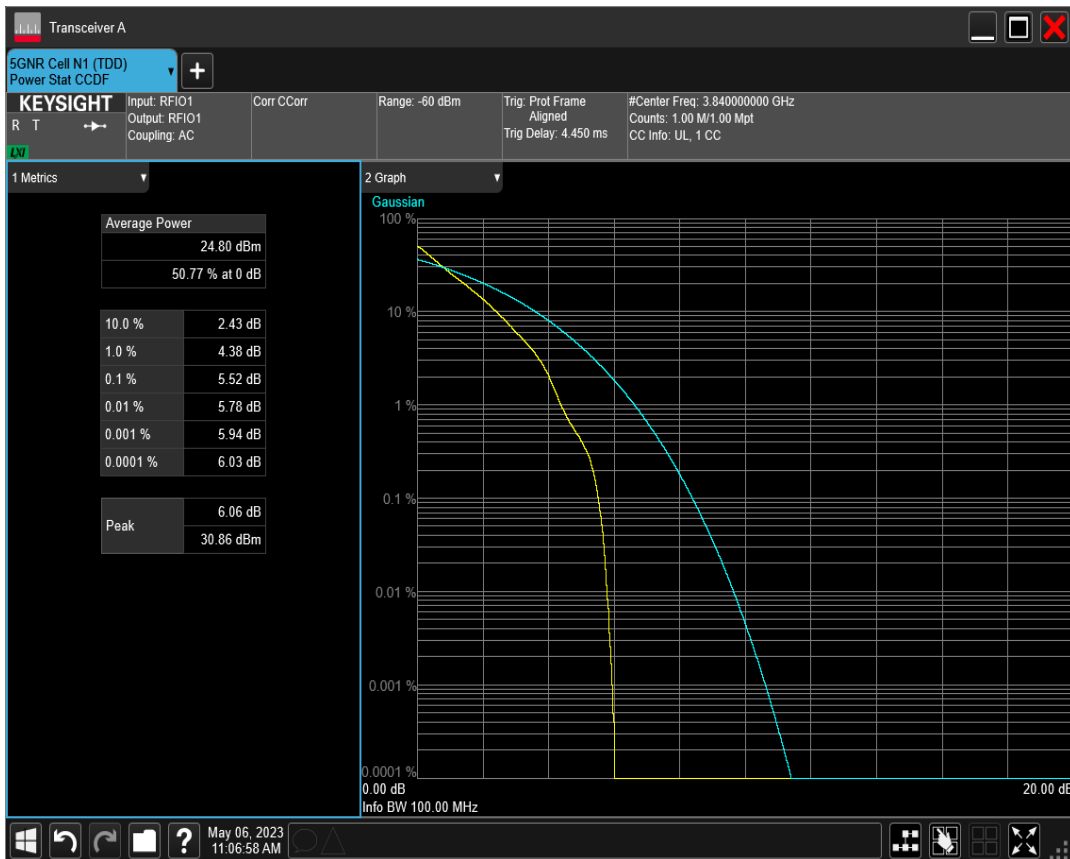 Transceiver A
5GNR Cell N1 (TDD)
Power Stat CCDF
+
KEYSIGHT
R T
LXI
Input: RFIO1
Output: RFIO1
Coupling: AC
Corr CCorr
Range: -60 dBm
Trig: Prot Frame
Aligned
Trig Delay: 4.450 ms
#Center Freq: 3.840000000 GHz
Counts: 1.00 M/1.00 Mpt
CC Info: UL, 1 CC
1 Metrics
Average Power
24.80 dBm
50.77 % at 0 dB
10.0 % 2.43 dB
1.0 % 4.38 dB
0.1 % 5.52 dB
0.01 % 5.78 dB
0.001 % 5.94 dB
0.0001 % 6.03 dB
Peak 6.06 dB
30.86 dBm
2 Graph
Gaussian
100 %
10 %
1 %
0.1 %
0.01 %
0.001 %
0.0001 %
0.00 dB 20.00 dB
Info BW 100.00 MHz
?
May 06, 2023
11:06:58 AM